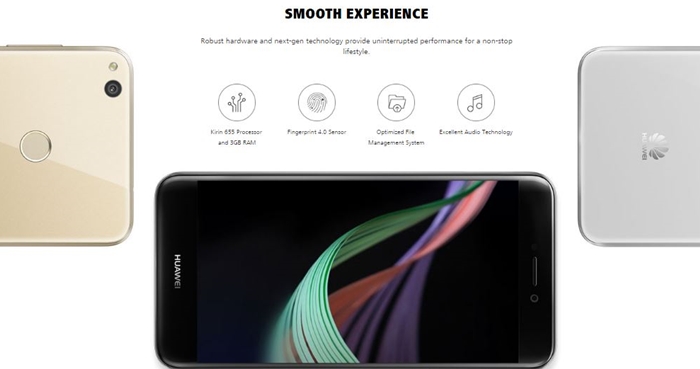 SMOOTH EXPERIENCE
Robust hardware and next-gen technology provide uninterrupted performance for a non-stop
lifestyle.
Kirin 655 Processor
and 3GB RAM
Fingerprint 4.0 Sensor
Optimized File
Management System
Excellent Audio Technology
HUAWEI
HUAWEI